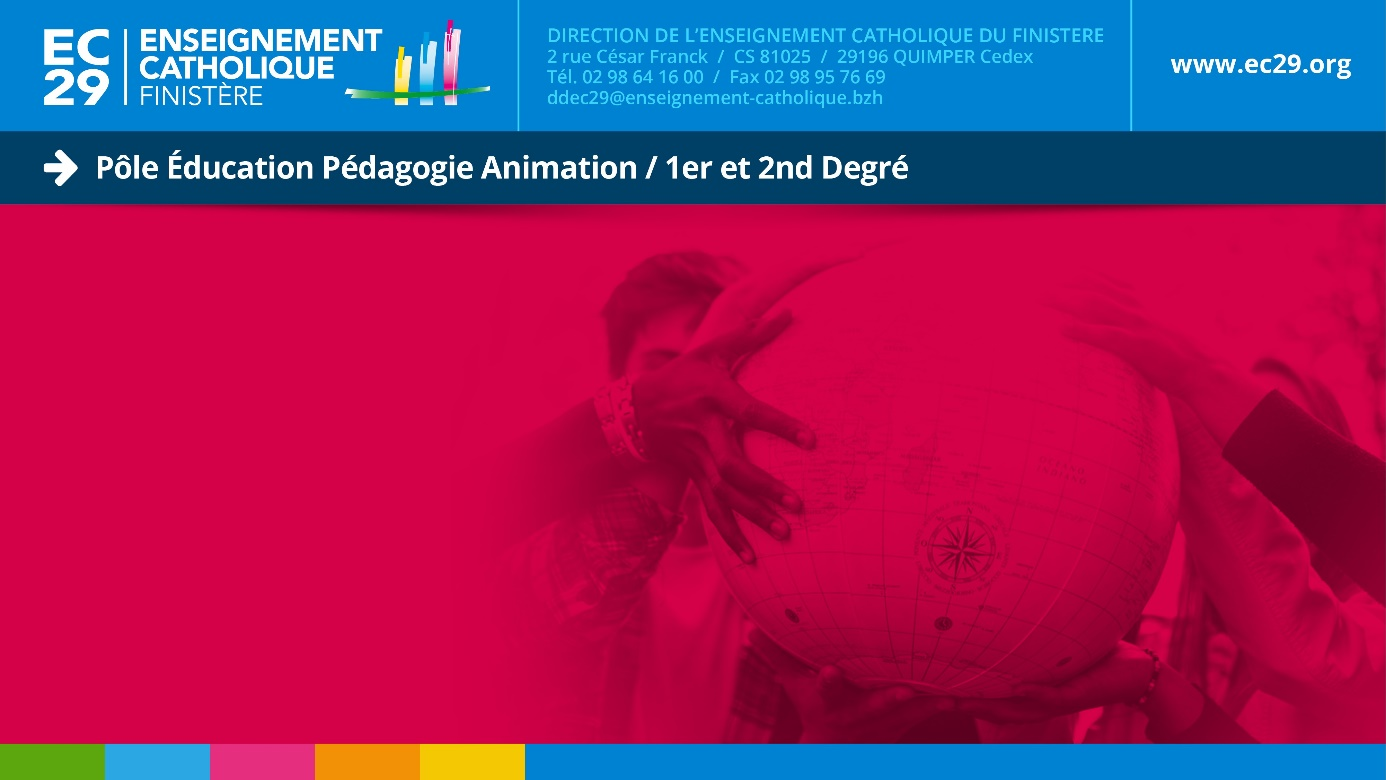 EC
29
ENSEIGNEMENT
CATHOLIQUE
FINISTÈRE
DIRECTION DE L'ENSEIGNEMENT CATHOLIQUE DU FINISTERE
2 rue César Franck / CS 81025 / 29196 QUIMPER Cedex
Tél. 02 98 64 16 00 / Fax 02 98 95 76 69
ddec29@enseignement-catholique.bzh
www.ec29.org
Pôle Éducation Pédagogie Animation / 1er et 2nd Degré